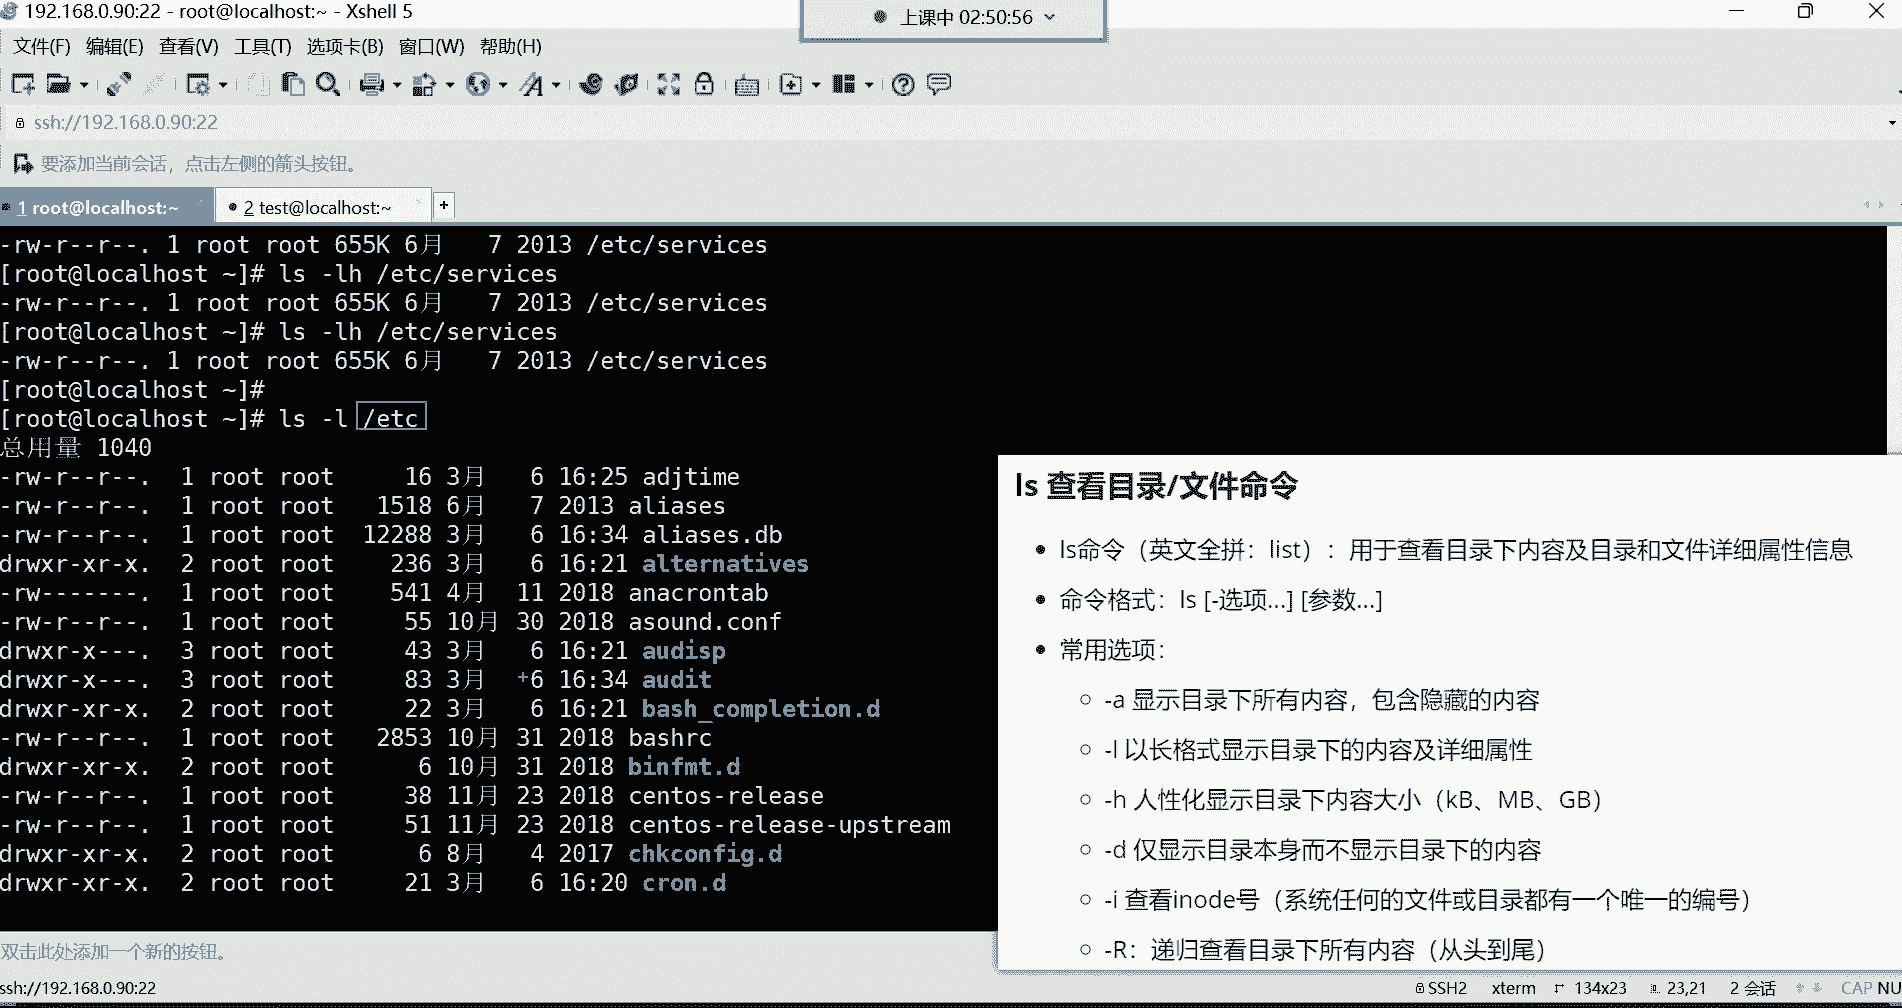 192.168.0.90:22 - root@localhost:~ - Xshell 5
上课中 02:50:56
文件(F) 编辑(E) 查看(V) 工具(T) 选项卡(B) 窗口(W) 帮助(H)
ssh://192.168.0.90:22
要添加当前会话，点击左侧的箭头按钮。
1 root@localhost:~
2 test@localhost:~
+
-rw-r--r--. 1 root root 655K 6月   7 2013 /etc/services
[root@localhost ~]# ls -lh /etc/services
-rw-r--r--. 1 root root 655K 6月   7 2013 /etc/services
[root@localhost ~]# ls -lh /etc/services
-rw-r--r--. 1 root root 655K 6月   7 2013 /etc/services
[root@localhost ~]#
[root@localhost ~]# ls -l /etc
总用量 1040
-rw-r--r--.  1 root root     16 3月   6 16:25 adjtime
-rw-r--r--.  1 root root   1518 6月   7 2013 aliases
-rw-r--r--.  1 root root  12288 3月   6 16:34 aliases.db
drwxr-xr-x.  2 root root    236 3月   6 16:21 alternatives
-rw-------.  1 root root    541 4月  11 2018 anacrontab
-rw-r--r--.  1 root root     55 10月 30 2018 asound.conf
drwxr-x---.  3 root root     43 3月   6 16:21 audisp
drwxr-x---.  3 root root     83 3月   6 16:34 audit
drwxr-xr-x.  2 root root     22 3月   6 16:21 bash_completion.d
-rw-r--r--.  1 root root   2853 10月 31 2018 bashrc
drwxr-xr-x.  2 root root      6 10月 31 2018 binfmt.d
-rw-r--r--.  1 root root     38 11月 23 2018 centos-release
-rw-r--r--.  1 root root     51 11月 23 2018 centos-release-upstream
drwxr-xr-x.  2 root root      6 8月   4 2017 chkconfig.d
drwxr-xr-x.  2 root root     21 3月   6 16:20 cron.d
ls 查看目录/文件命令
ls命令（英文全拼：list）：用于查看目录下内容及目录和文件详细属性信息
命令格式：ls [-选项...] [参数...]
常用选项：
-a 显示目录下所有内容，包含隐藏的内容
-l 以长格式显示目录下的内容及详细属性
-h 人性化显示目录下内容大小（kB、MB、GB）
-d 仅显示目录本身而不显示目录下的内容
-i 查看inode号（系统任何的文件或目录都有一个唯一的编号）
-R：递归查看目录下所有内容（从头到尾）
双击此处添加一个新的按钮。
ssh://192.168.0.90:22
SSH2 xterm 134x23 23,21 2 会话 CAP NU